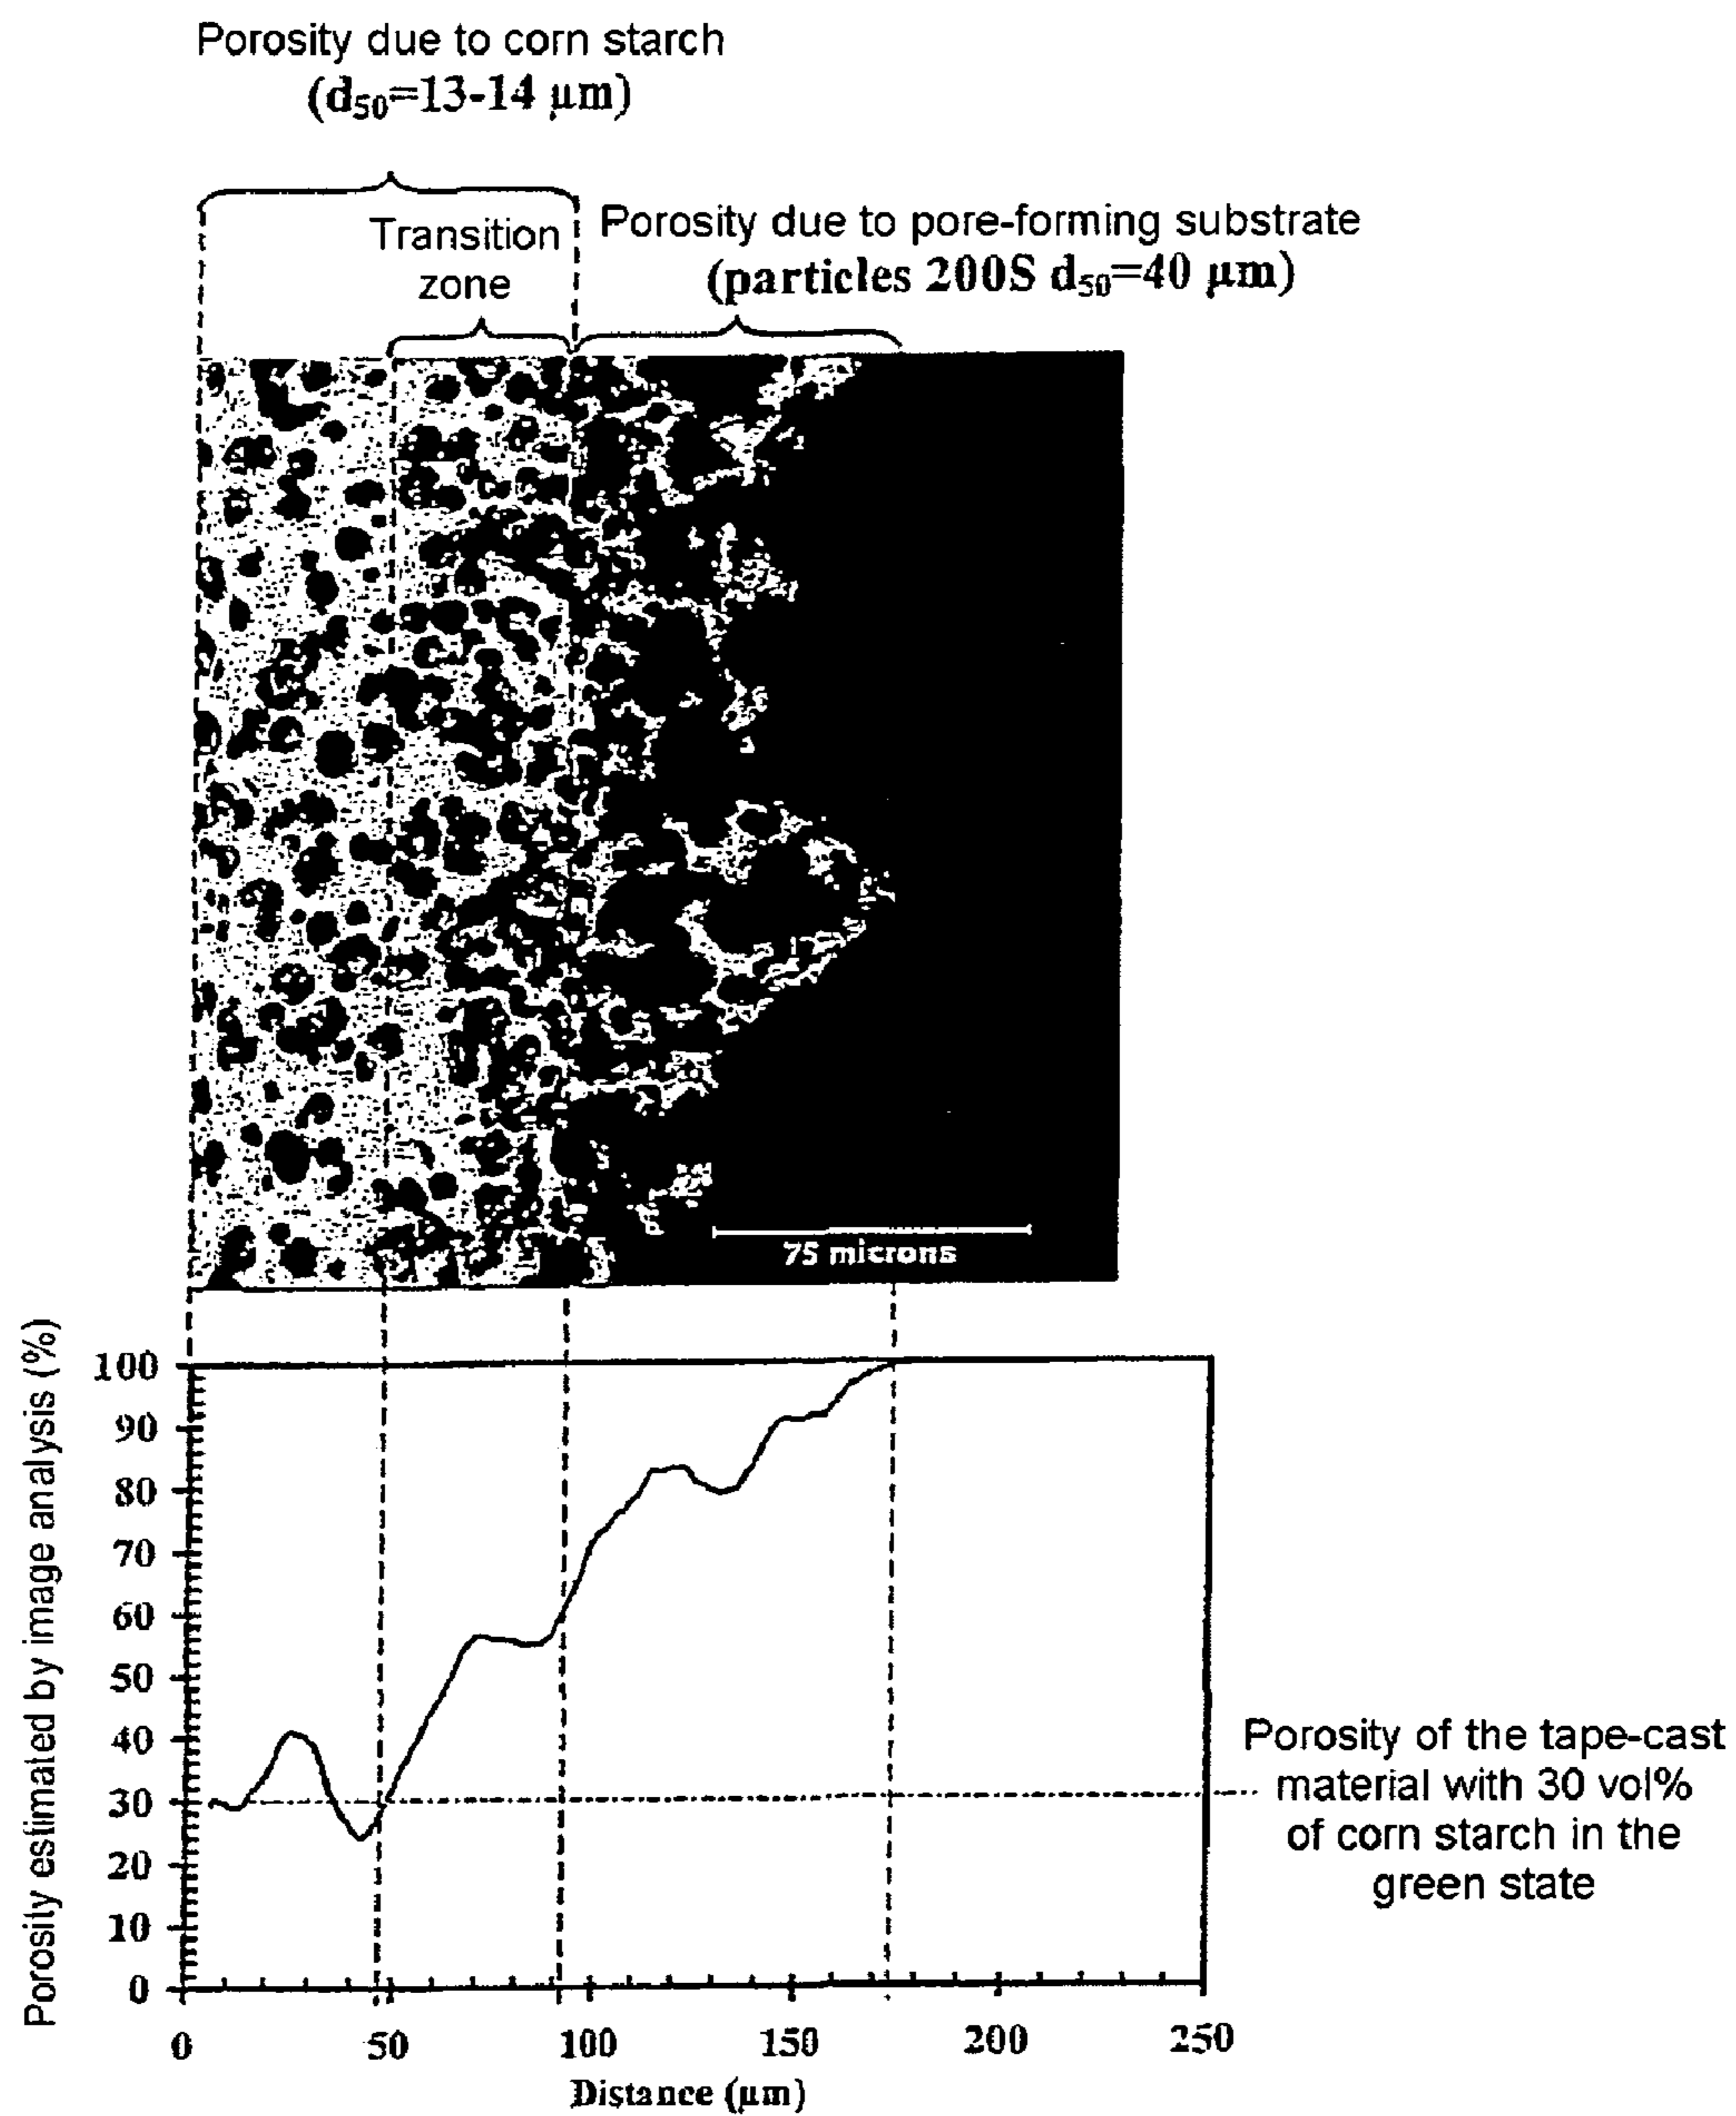 Porosity due to corn starch
(d50=13-14 µm)
Transition
zone
Porosity due to pore-forming substrate
(particles 200S d50=40 µm)
75 microns
Porosity estimated by image analysis (%)
100
90
80
70
60
50
40
30
20
10
0
0 50 100 150 200 250
Distance (µm)
Porosity of the tape-cast
material with 30 vol%
of corn starch in the
green state